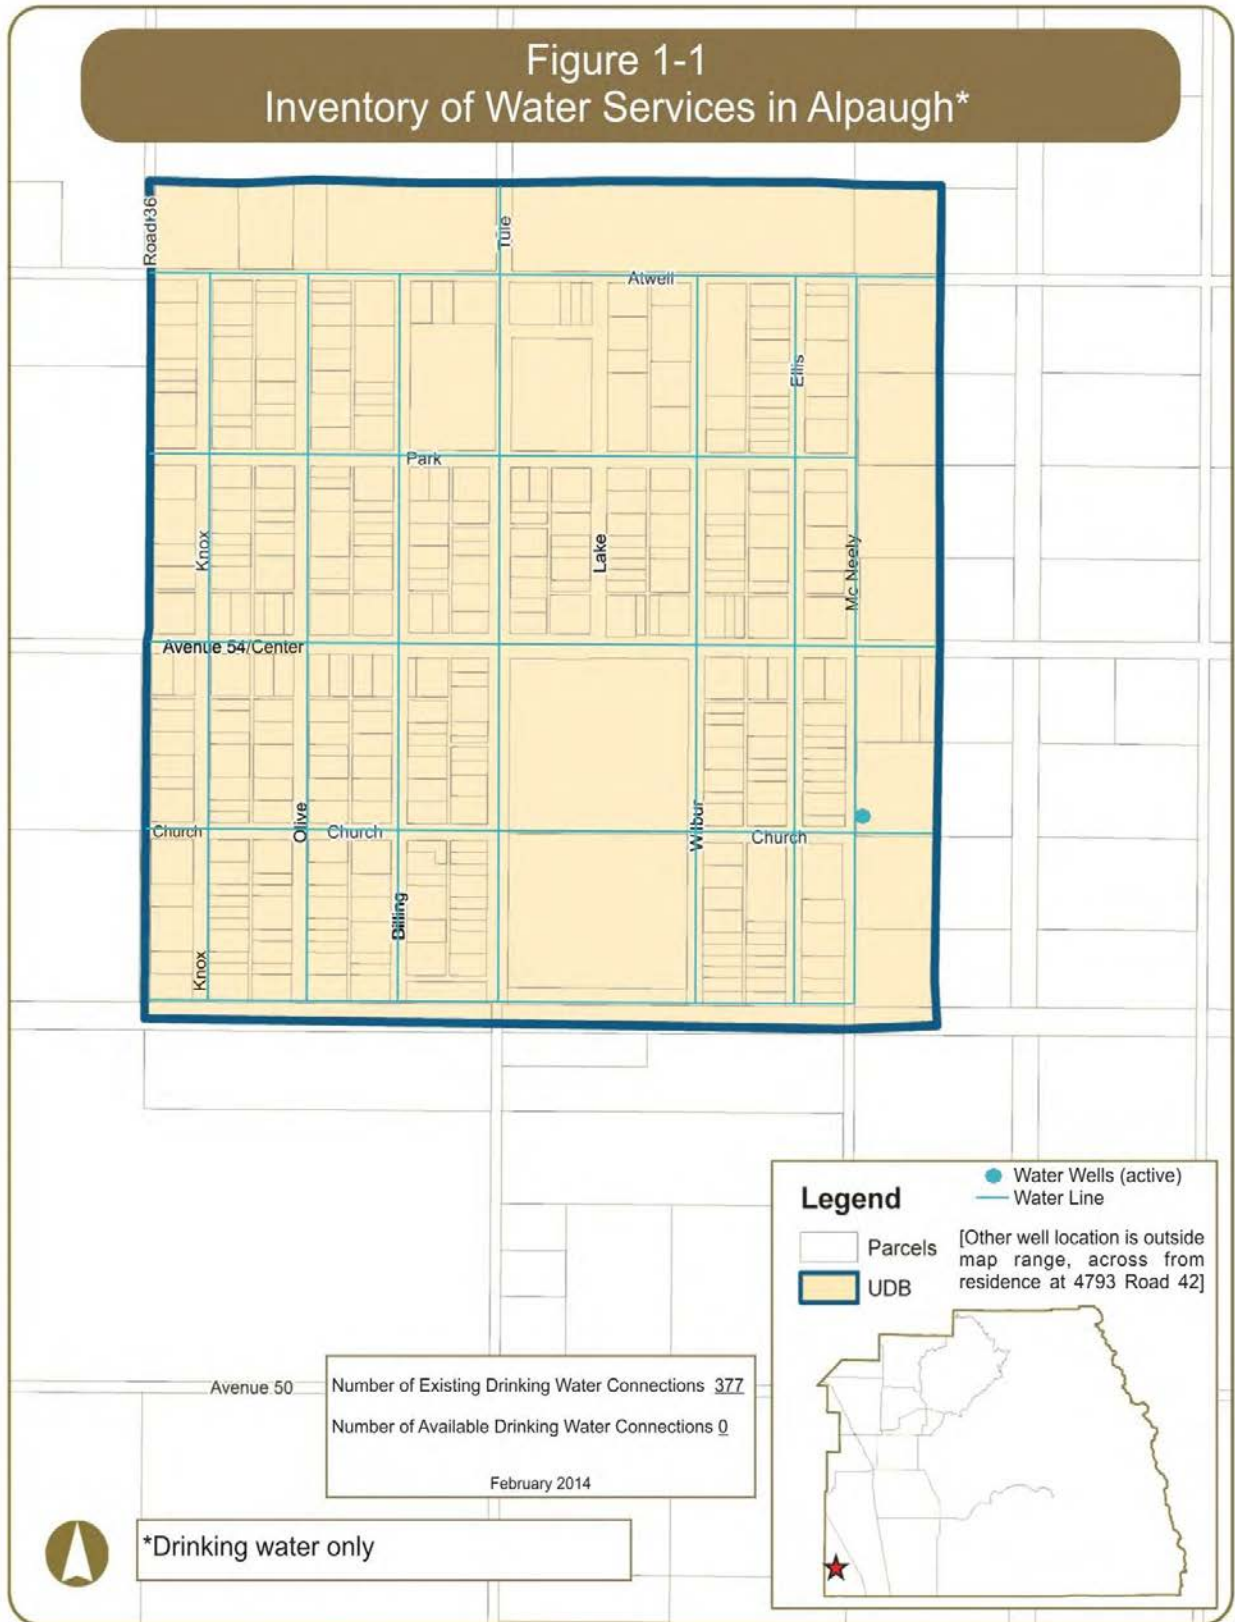 Figure 1-1
Inventory of Water Services in Alpaugh*
Road 36
Tule
Atwell
Ellis
Park
Knox
Lake
Mc Neely
Avenue 54/Center
Church
Olive
Church
Wilbur
Church
Billing
Knox
Legend
Water Wells (active)
Water Line
Parcels
UDB
[Other well location is outside
map range, across from
residence at 4793 Road 42]
Avenue 50
Number of Existing Drinking Water Connections 377
Number of Available Drinking Water Connections 0
February 2014
*Drinking water only